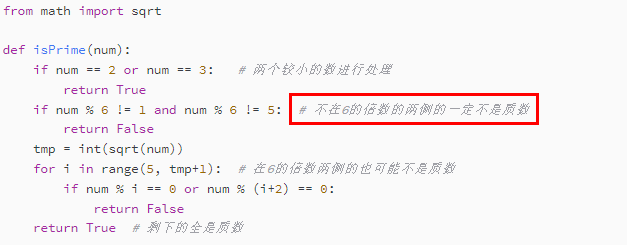 from math import sqrt
def isPrime(num):
    if num == 2 or num == 3:   # 两个较小的数进行处理
        return True
    if num % 6 != 1 and num % 6 != 5:  # 不在6的倍数的两侧的一定不是质数
        return False
    tmp = int(sqrt(num))
    for i in range(5, tmp+1):  # 在6的倍数两侧的也可能不是质数
        if num % i == 0 or num % (i+2) == 0:
            return False
    return True  # 剩下的全是质数